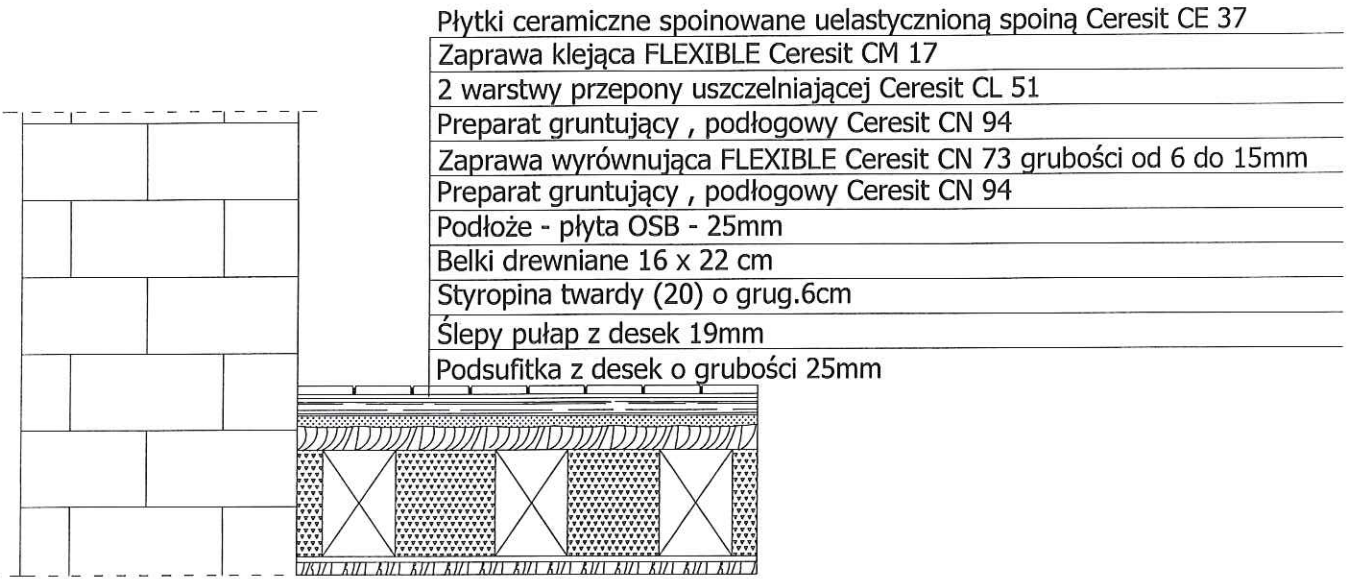 Płytki ceramiczne spoinowane uelastycznioną spoiną Ceresit CE 37
Zaprawa klejąca FLEXIBLE Ceresit CM 17
2 warstwy przepony uszczelniającej Ceresit CL 51
Preparat gruntujący , podłogowy Ceresit CN 94
Zaprawa wyrównująca FLEXIBLE Ceresit CN 73 grubości od 6 do 15mm
Preparat gruntujący , podłogowy Ceresit CN 94
Podłoże - płyta OSB - 25mm
Belki drewniane 16 x 22 cm
Styropina twardy (20) o grug.6cm
Ślepy pułap z desek 19mm
Podsufitka z desek o grubości 25mm